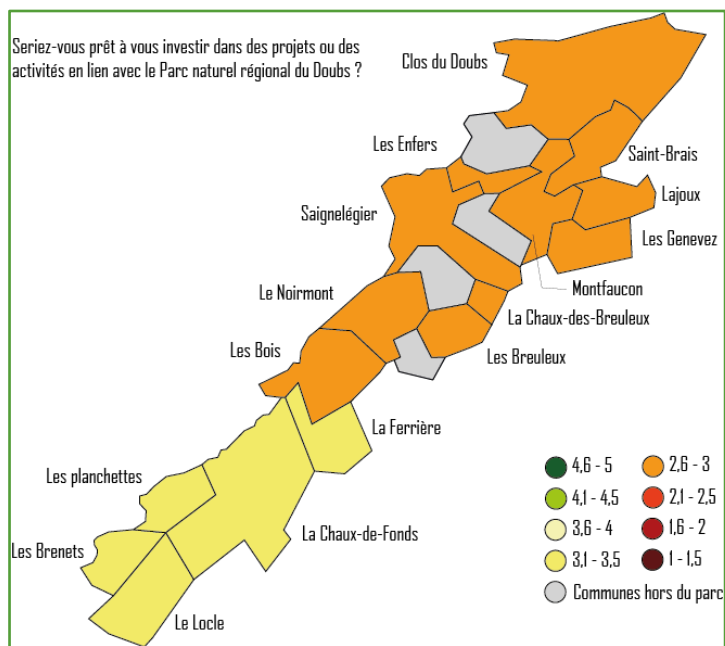 Seriez-vous prêt à vous investir dans des projets ou des
activités en lien avec le Parc naturel régional du Doubs ?
Clos du Doubs
Les Enfers
Saint-Brais
Lajoux
Saignelégier
Les Genevez
Montfaucon
Le Noirmont
La Chaux-des-Breuleux
Les Bois
Les Breuleux
La Ferrière
Les planchettes
La Chaux-de-Fonds
Les Brenets
Le Locle
4,6 - 5
2,6 - 3
4,1 - 4,5
2,1 - 2,5
3,6 - 4
1,6 - 2
3,1 - 3,5
1 - 1,5
Communes hors du parc